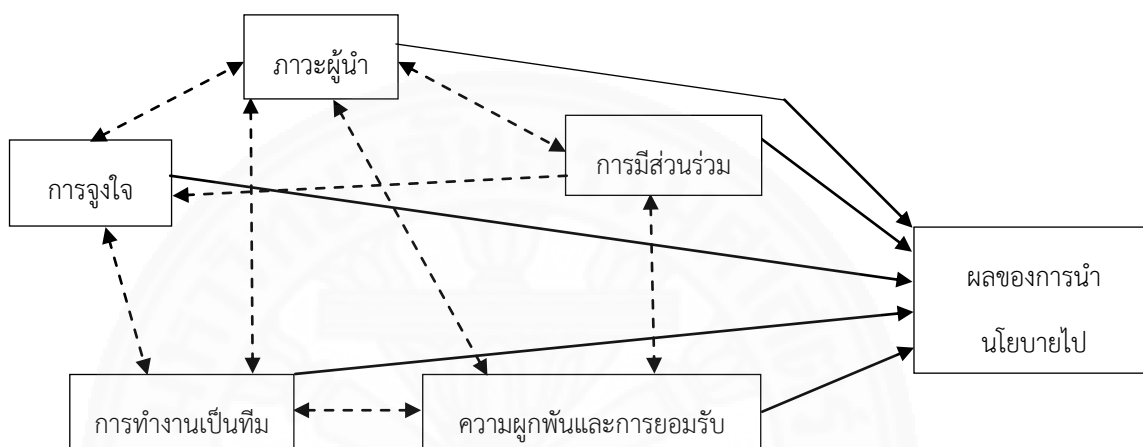 ภาวะผู้นำ
การมีส่วนร่วม
การจูงใจ
ผลของการนำ
นโยบายไป
การทำงานเป็นทีม
ความผูกพันและการยอมรับ